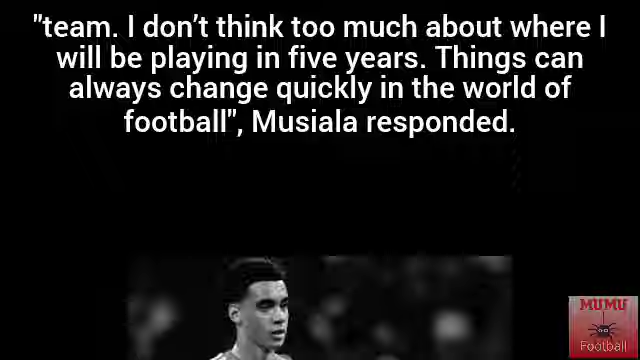 "team. I don’t think too much about where I
will be playing in five years. Things can
always change quickly in the world of
football", Musiala responded.
MUMU
Football